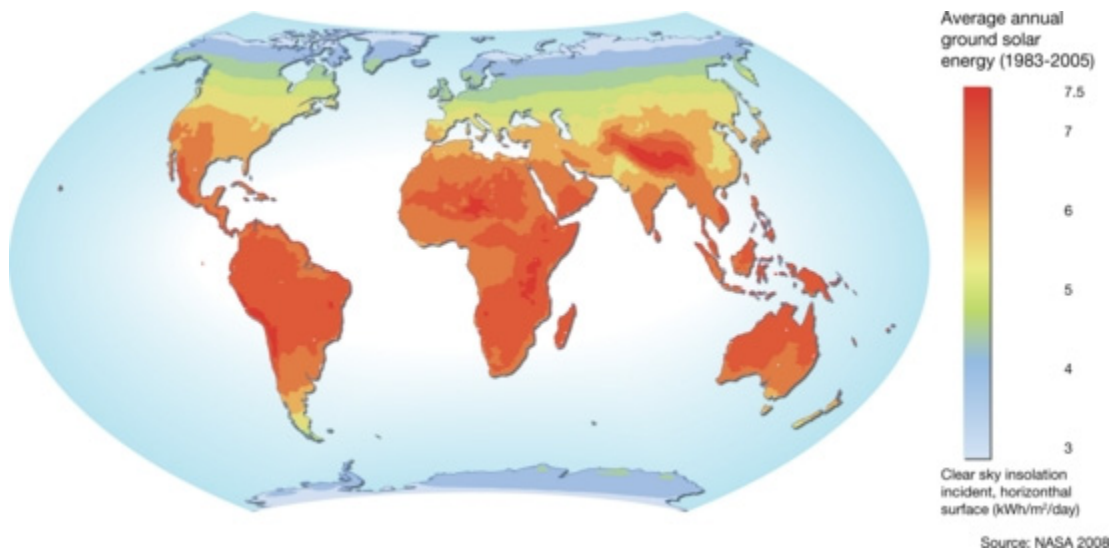 Average annual
ground solar
energy (1983-2005)
7.5
7
6
5
4
3
Clear sky insolation
incident, horizonthal
surface (kWh/m²/day)
Source: NASA 2008